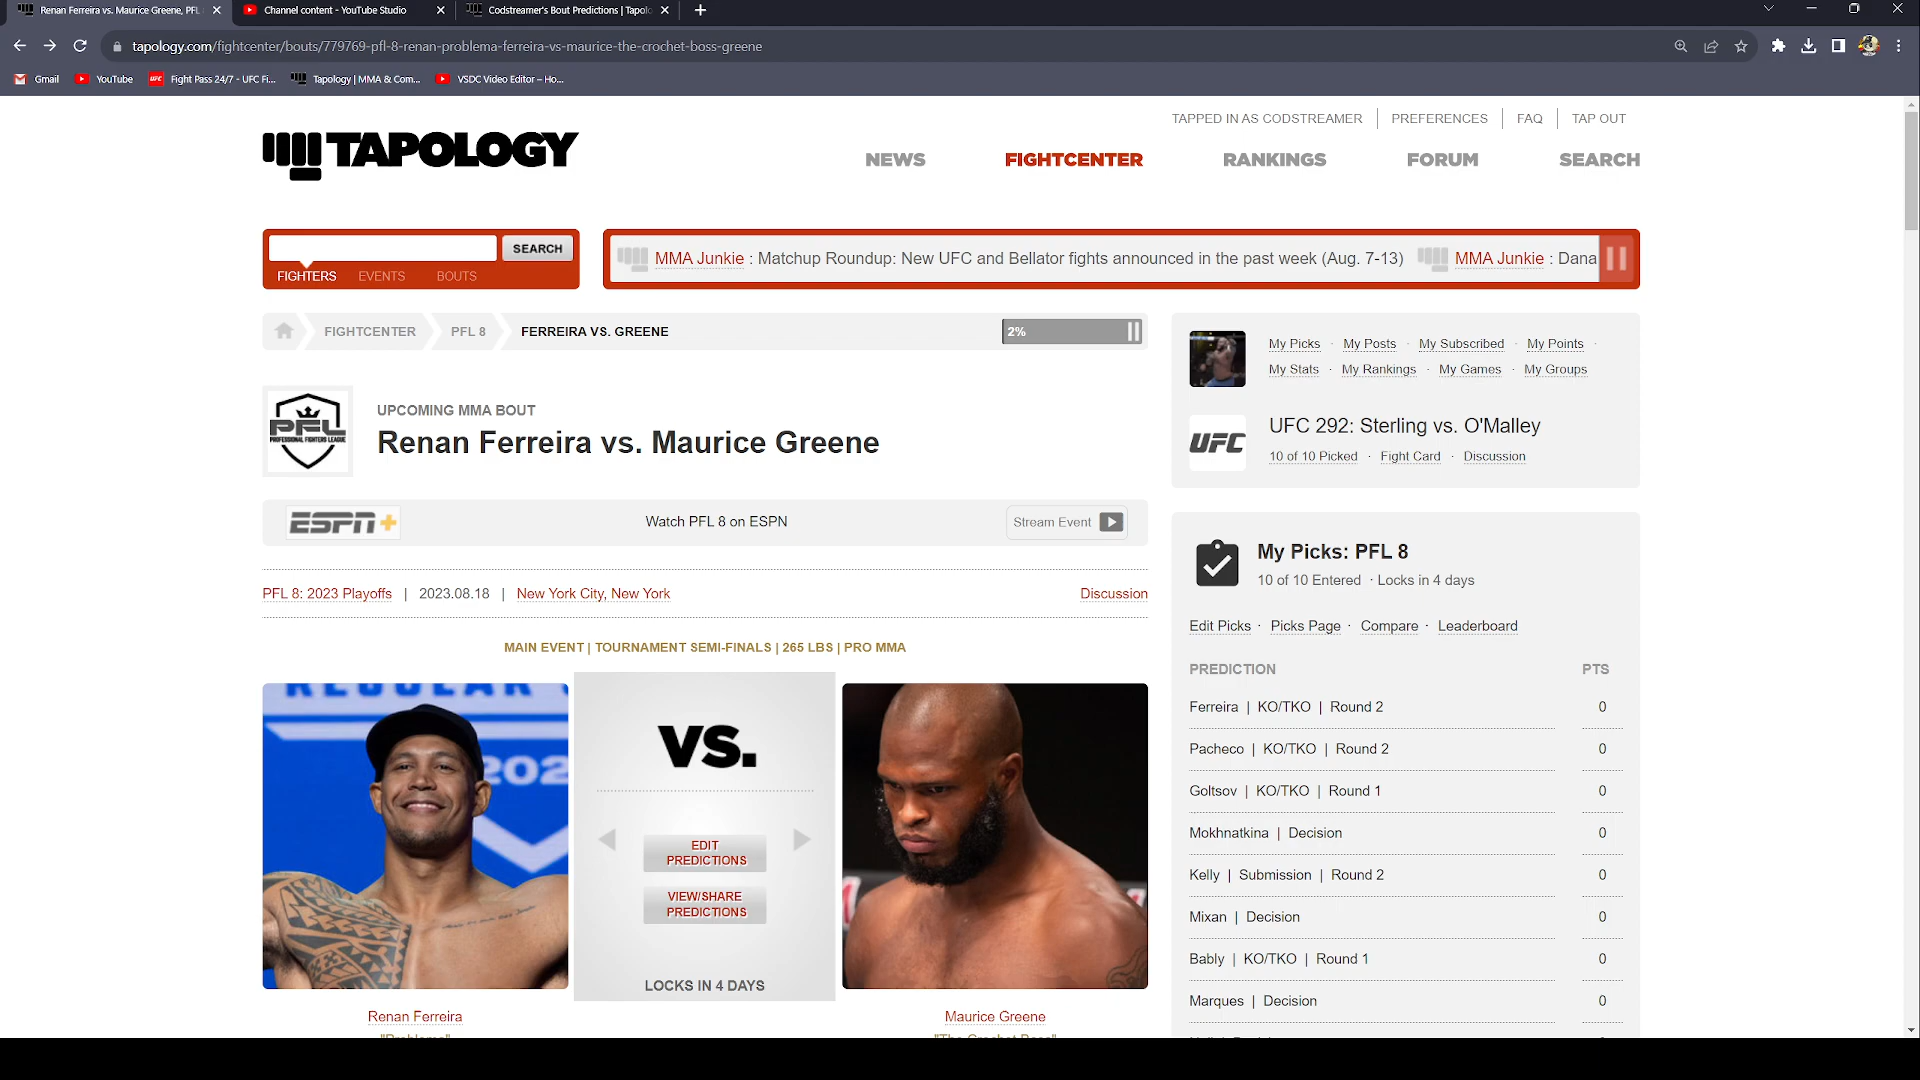 Renan Ferreira vs. Maurice Greene, PFL
Channel content - YouTube Studio
Codstreamer's Bout Predictions | Tapolo
tapology.com/fightcenter/bouts/779769-pfl-8-renan-problema-ferreira-vs-maurice-the-crochet-boss-greene
Gmail
YouTube
UFC
Fight Pass 24/7 - UFC Fi...
Tapology | MMA & Com...
VSDC Video Editor – Ho...
TAPPED IN AS CODSTREAMER
PREFERENCES
FAQ
TAP OUT
TAPOLOGY
NEWS
FIGHTCENTER
RANKINGS
FORUM
SEARCH
SEARCH
FIGHTERS
EVENTS
BOUTS
MMA Junkie : Matchup Roundup: New UFC and Bellator fights announced in the past week (Aug. 7-13)
MMA Junkie : Dana
FIGHTCENTER
PFL 8
FERREIRA VS. GREENE
2%
My Picks · My Posts · My Subscribed · My Points ·
My Stats · My Rankings · My Games · My Groups
PFL
PROFESSIONAL FIGHTERS LEAGUE
UPCOMING MMA BOUT
Renan Ferreira vs. Maurice Greene
UFC
UFC 292: Sterling vs. O'Malley
10 of 10 Picked · Fight Card · Discussion
ESPN+
Watch PFL 8 on ESPN
Stream Event
My Picks: PFL 8
10 of 10 Entered · Locks in 4 days
PFL 8: 2023 Playoffs | 2023.08.18 | New York City, New York
Discussion
Edit Picks · Picks Page · Compare · Leaderboard
MAIN EVENT | TOURNAMENT SEMI-FINALS | 265 LBS | PRO MMA
PREDICTION
PTS
Ferreira | KO/TKO | Round 2
0
Pacheco | KO/TKO | Round 2
0
Goltsov | KO/TKO | Round 1
0
Mokhnatkina | Decision
0
Kelly | Submission | Round 2
0
Mixan | Decision
0
Bably | KO/TKO | Round 1
0
Marques | Decision
0
REGULAR
202
VS.
EDIT
PREDICTIONS
VIEW/SHARE
PREDICTIONS
LOCKS IN 4 DAYS
Renan Ferreira
Maurice Greene
"Problema"
"The Crochet Boss"